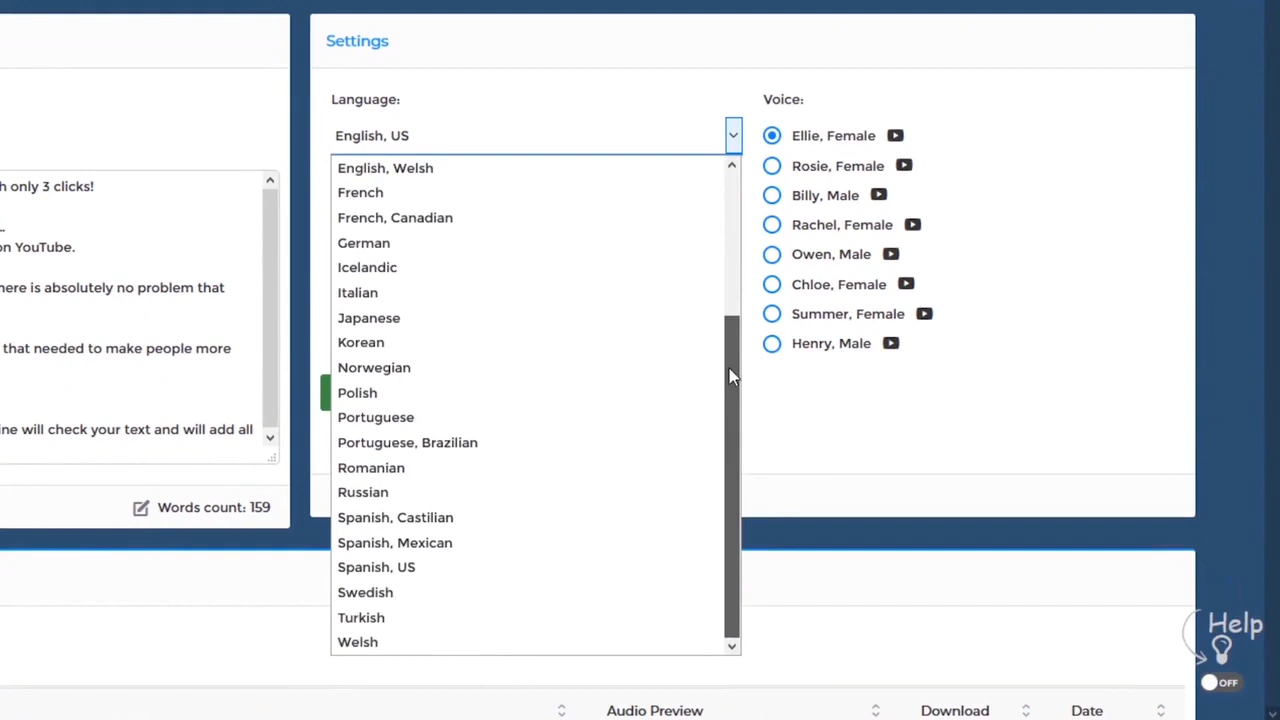 h only 3 clicks!
..
on YouTube.
here is absolutely no problem that
that needed to make people more
ine will check your text and will add all
Words count: 159
Settings
Language:
English, US
English, Welsh
French
French, Canadian
German
Icelandic
Italian
Japanese
Korean
Norwegian
Polish
Portuguese
Portuguese, Brazilian
Romanian
Russian
Spanish, Castilian
Spanish, Mexican
Spanish, US
Swedish
Turkish
Welsh
Voice:
Ellie, Female
Rosie, Female
Billy, Male
Rachel, Female
Owen, Male
Chloe, Female
Summer, Female
Henry, Male
Help
OFF
Audio Preview
Download
Date